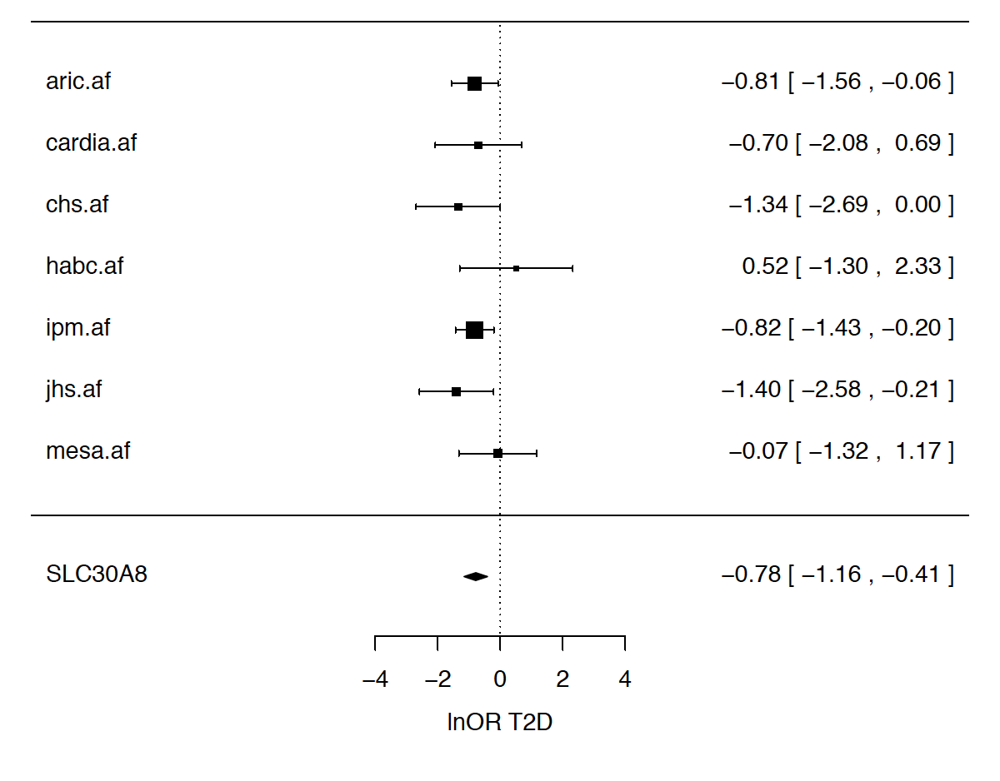 aric.af −0.81 [ −1.56 , −0.06 ]
cardia.af −0.70 [ −2.08 , 0.69 ]
chs.af −1.34 [ −2.69 , 0.00 ]
habc.af 0.52 [ −1.30 , 2.33 ]
ipm.af −0.82 [ −1.43 , −0.20 ]
jhs.af −1.40 [ −2.58 , −0.21 ]
mesa.af −0.07 [ −1.32 , 1.17 ]
SLC30A8 −0.78 [ −1.16 , −0.41 ]
−4 −2 0 2 4
lnOR T2D